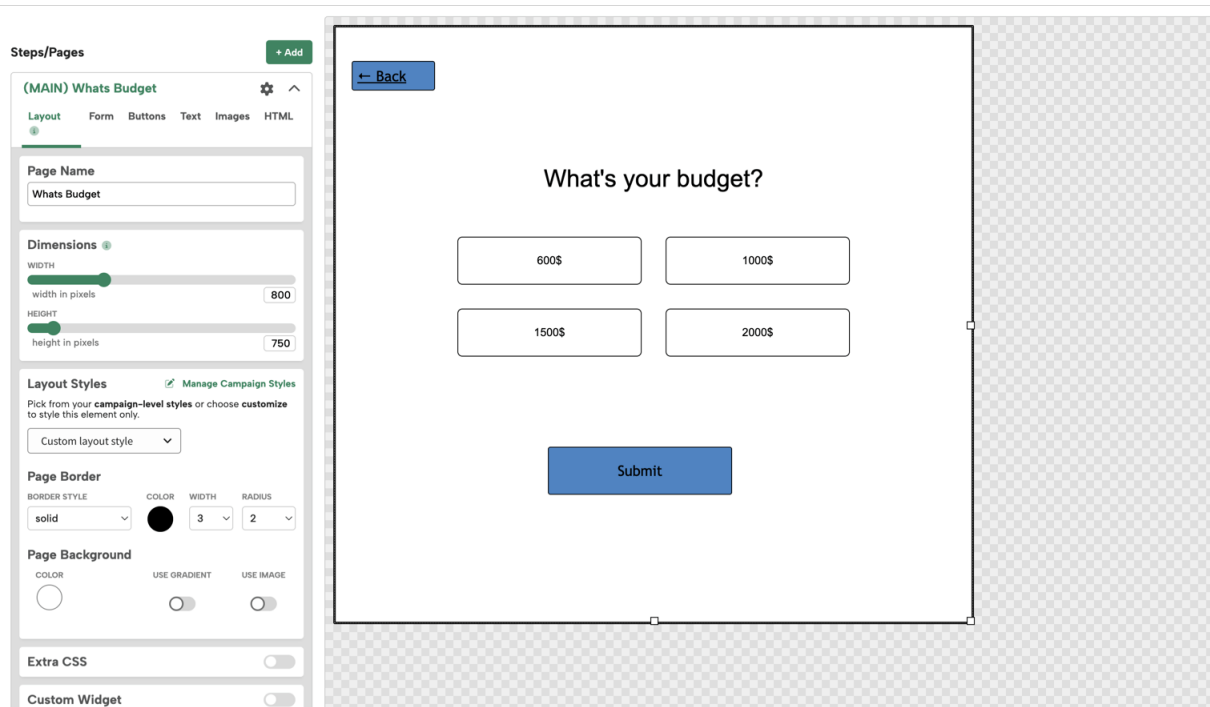 Steps/Pages
+ Add
(MAIN) Whats Budget
Layout Form Buttons Text Images HTML
Page Name
Whats Budget
Dimensions
WIDTH
width in pixels 800
HEIGHT
height in pixels 750
Layout Styles Manage Campaign Styles
Pick from your campaign-level styles or choose customize
to style this element only.
Custom layout style
Page Border
BORDER STYLE COLOR WIDTH RADIUS
solid 3 2
Page Background
COLOR USE GRADIENT USE IMAGE
Extra CSS
Custom Widget
← Back
What's your budget?
600$ 1000$
1500$ 2000$
Submit